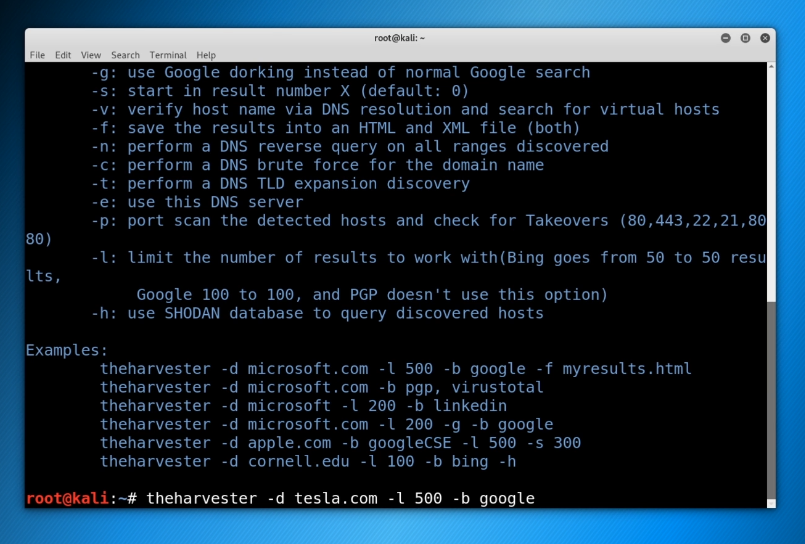 root@kali: ~
File Edit View Search Terminal Help
-g: use Google dorking instead of normal Google search
-s: start in result number X (default: 0)
-v: verify host name via DNS resolution and search for virtual hosts
-f: save the results into an HTML and XML file (both)
-n: perform a DNS reverse query on all ranges discovered
-c: perform a DNS brute force for the domain name
-t: perform a DNS TLD expansion discovery
-e: use this DNS server
-p: port scan the detected hosts and check for Takeovers (80,443,22,21,80
80)
-l: limit the number of results to work with(Bing goes from 50 to 50 resu
lts,
Google 100 to 100, and PGP doesn't use this option)
-h: use SHODAN database to query discovered hosts
Examples:
theharvester -d microsoft.com -l 500 -b google -f myresults.html
theharvester -d microsoft.com -b pgp, virustotal
theharvester -d microsoft -l 200 -b linkedin
theharvester -d microsoft.com -l 200 -g -b google
theharvester -d apple.com -b googleCSE -l 500 -s 300
theharvester -d cornell.edu -l 100 -b bing -h
root@kali:~# theharvester -d tesla.com -l 500 -b google